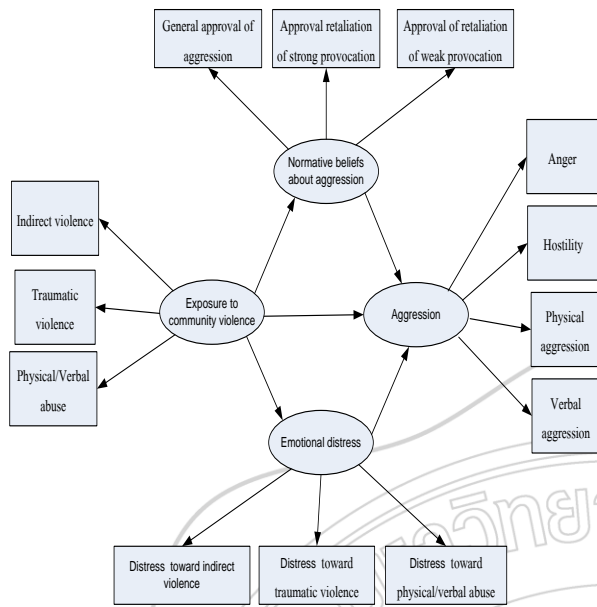 General approval of
aggression
Approval retaliation
of strong provocation
Approval of retaliation
of weak provocation
Normative beliefs
about aggression
Anger
Indirect violence
Hostility
Traumatic
violence
Exposure to
community violence
Aggression
Physical
aggression
Physical/Verbal
abuse
Verbal
aggression
Emotional distress
Distress toward indirect
violence
Distress toward
traumatic violence
Distress toward
physical/verbal abuse